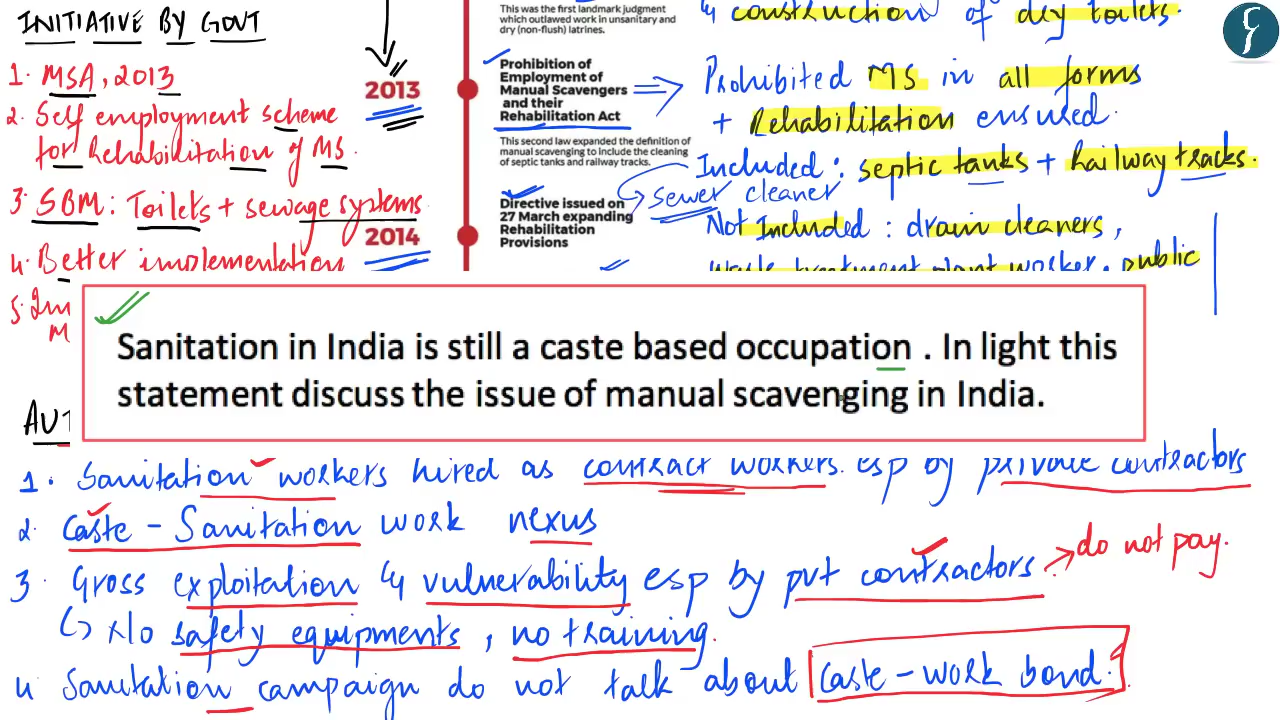 INITIATIVE BY GOVT
1. MSA, 2013
2. Self employment scheme
for Rehabilitation of MS
3. SBM: Toilets + sewage systems
4. Better implementation
5.
M
This was the first landmark judgment
which outlawed work in unsanitary and
dry (non-flush) latrines.
2013
Prohibition of
Employment of
Manual Scavengers
and their
Rehabilitation Act
This second law expanded the definition of
manual scavenging to include the cleaning
of septic tanks and railway tracks.
Directive issued on
27 March expanding
Rehabilitation
Provisions
2014
construction of dry toilets.
Prohibited MS in all forms
+ Rehabilitation ensured.
Included: septic tanks + Railway tracks.
Sewer cleaner
Not Included: drain cleaners,
waste treatment plant worker, public
Sanitation in India is still a caste based occupation . In light this
statement discuss the issue of manual scavenging in India.
AUT
1. Sanitation workers hired as contract workers. esp by private contractors
2. Caste - Sanitation work nexus
3 Gross exploitation & vulnerability esp by pvt contractors → do not pay.
↳ w/o safety equipments, no training.
4 Sanitation campaign do not talk about caste - work bond.